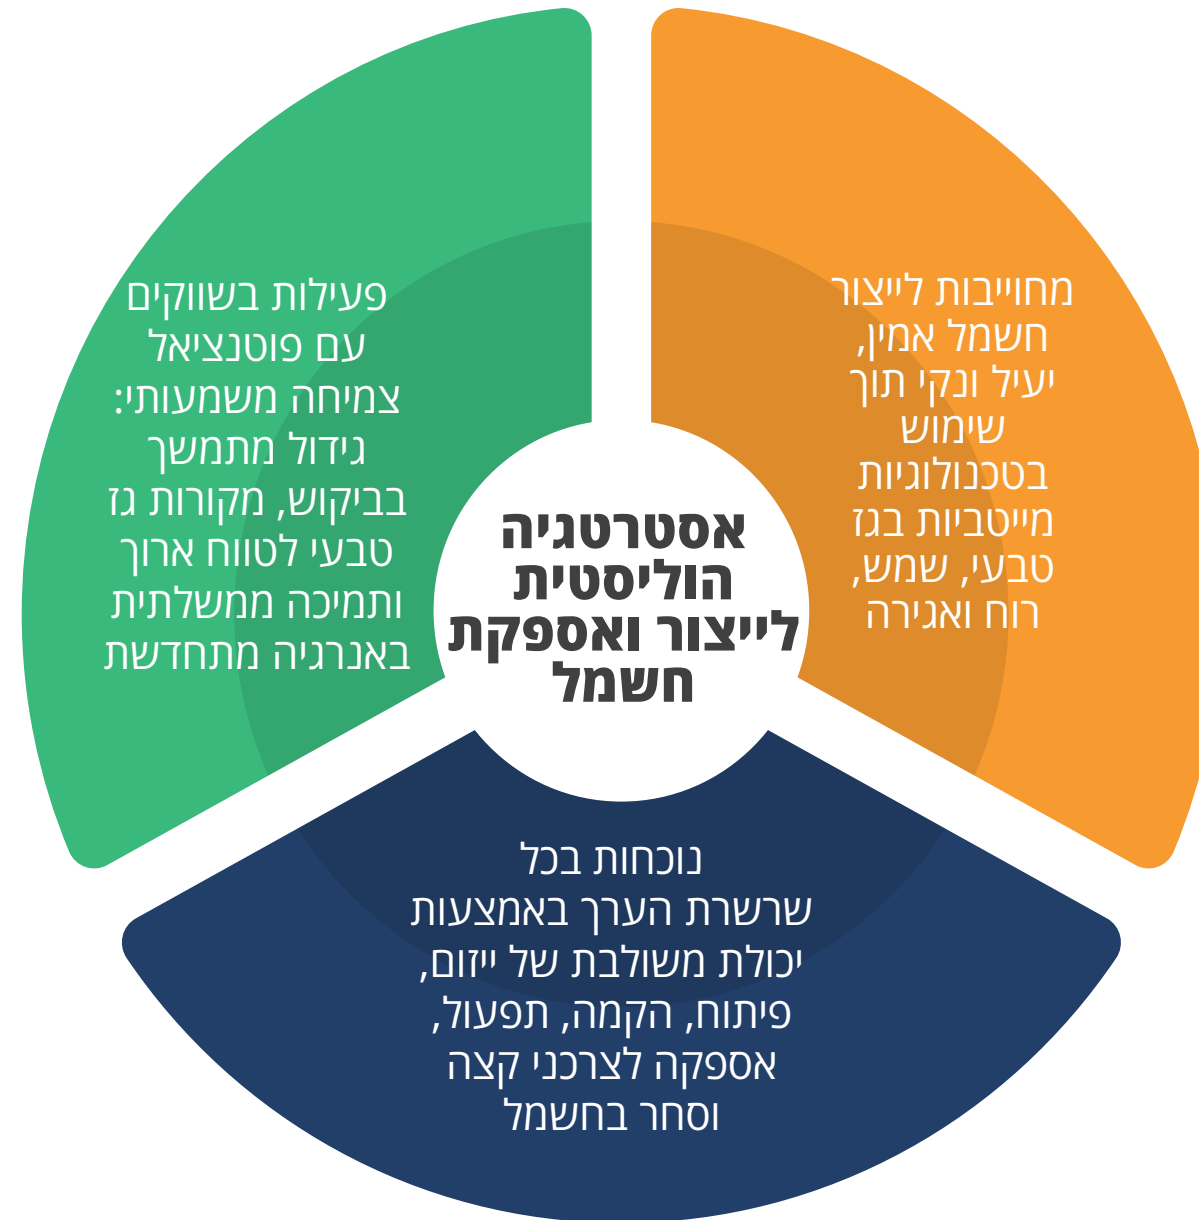 אסטרטגיה
הוליסטית
לייצור ואספקת
חשמל
מחוייבות לייצור
חשמל אמין,
יעיל ונקי תוך
שימוש
בטכנולוגיות
מייטביות בגז
טבעי, שמש,
רוח ואגירה
נוכחות בכל
שרשרת הערך באמצעות
יכולת משולבת של ייזום,
פיתוח, הקמה, תפעול,
אספקה לצרכני קצה
וסחר בחשמל
פעילות בשווקים
עם פוטנציאל
צמיחה משמעותי:
גידול מתמשך
בביקוש, מקורות גז
טבעי לטווח ארוך
ותמיכה ממשלתית
באנרגיה מתחדשת